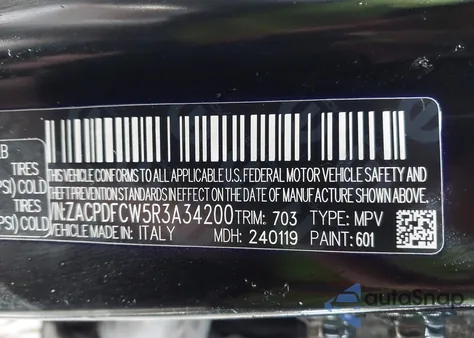 LB
TIRES
PSI) COLD
TIRES
PSI) COLD
THIS VEHICLE CONFORMS TO ALL APPLICABLE U.S. FEDERAL MOTOR VEHICLE SAFETY AND
THEFT PREVENTION STANDARDS IN EFFECT ON THE DATE OF MANUFACTURE SHOWN ABOVE.
VIN: ZACPDFCW5R3A34200 TRIM: 703 TYPE: MPV
VEHICLE MADE IN: ITALY MDH: 240119 PAINT: 601
autoSnap